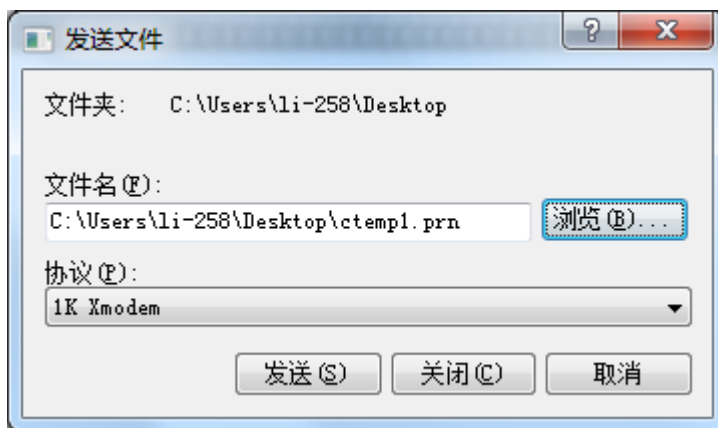 发送文件
文件夹: C:\Users\li-258\Desktop
文件名(F):
C:\Users\li-258\Desktop\ctemp1.prn 浏览(B)...
协议(P):
1K Xmodem
发送(S) 关闭(C) 取消